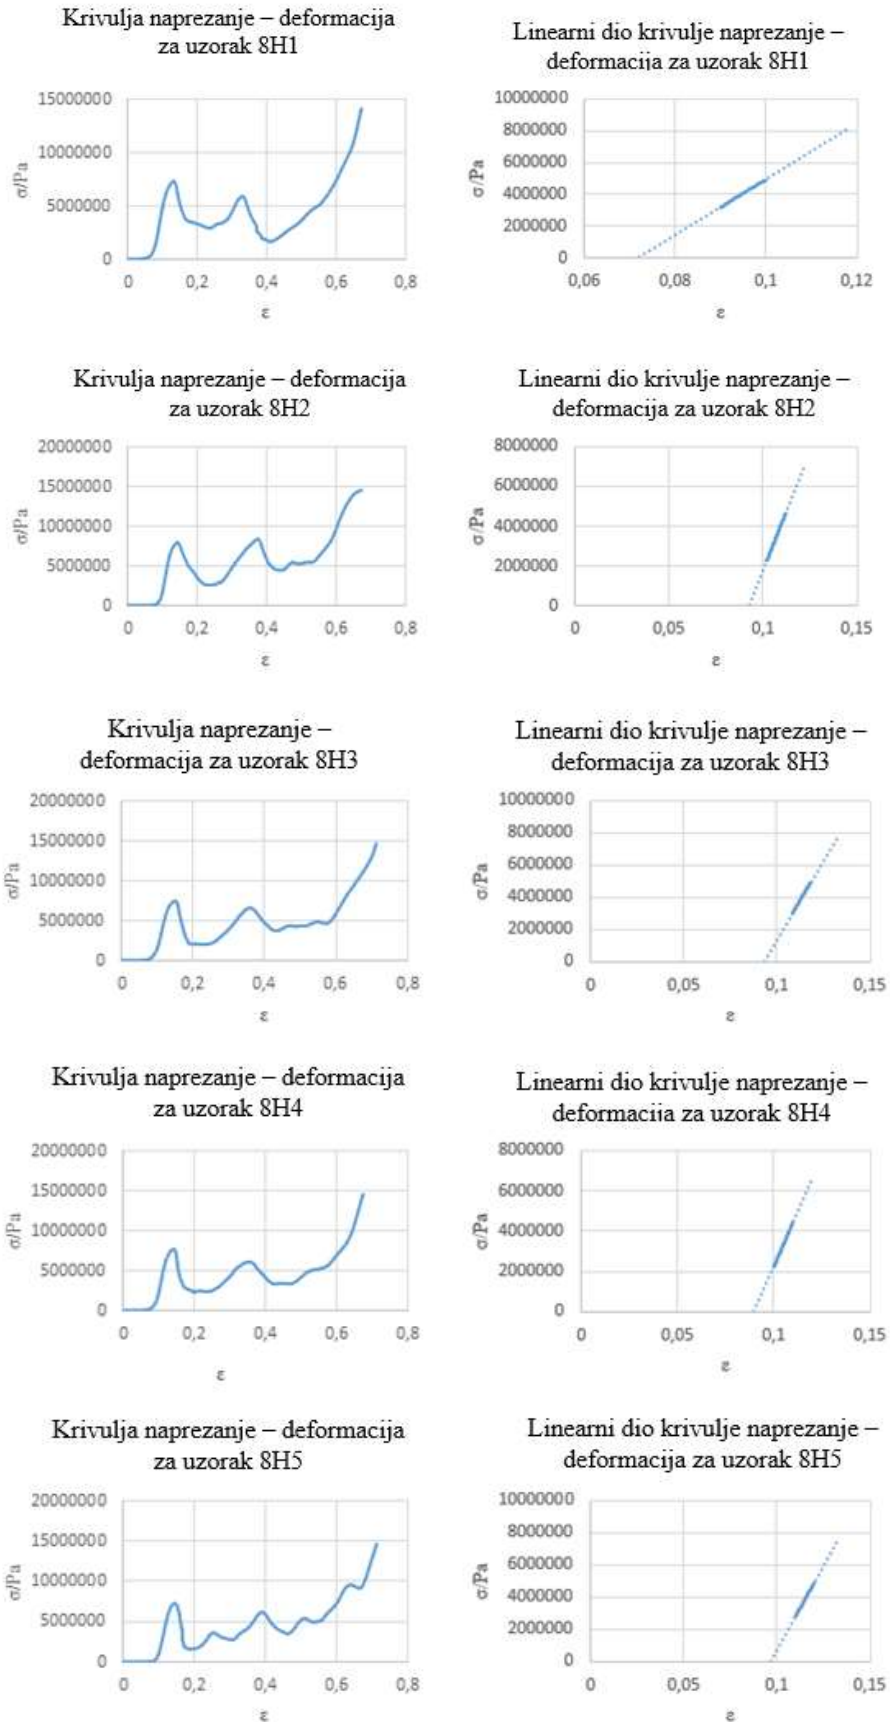 Krivulja naprezanje – deformacija
za uzorak 8H1
15000000
10000000
5000000
0
σ/Pa
0
0,2
0,4
0,6
0,8
ε
Linearni dio krivulje naprezanje –
deformacija za uzorak 8H1
10000000
8000000
6000000
4000000
2000000
0
σ/Pa
0,06
0,08
0,1
0,12
ε
Krivulja naprezanje – deformacija
za uzorak 8H2
20000000
15000000
10000000
5000000
0
σ/Pa
0
0,2
0,4
0,6
0,8
ε
Linearni dio krivulje naprezanje –
deformacija za uzorak 8H2
8000000
6000000
4000000
2000000
0
σ/Pa
0
0,05
0,1
0,15
ε
Krivulja naprezanje –
deformacija za uzorak 8H3
20000000
15000000
10000000
5000000
0
σ/Pa
0
0,2
0,4
0,6
0,8
ε
Linearni dio krivulje naprezanje –
deformacija za uzorak 8H3
10000000
8000000
6000000
4000000
2000000
0
σ/Pa
0
0,05
0,1
0,15
ε
Krivulja naprezanje – deformacija
za uzorak 8H4
20000000
15000000
10000000
5000000
0
σ/Pa
0
0,2
0,4
0,6
0,8
ε
Linearni dio krivulje naprezanje –
deformacija za uzorak 8H4
8000000
6000000
4000000
2000000
0
σ/Pa
0
0,05
0,1
0,15
ε
Krivulja naprezanje – deformacija
za uzorak 8H5
20000000
15000000
10000000
5000000
0
σ/Pa
0
0,2
0,4
0,6
0,8
ε
Linearni dio krivulje naprezanje –
deformacija za uzorak 8H5
10000000
8000000
6000000
4000000
2000000
0
σ/Pa
0
0,05
0,1
0,15
ε